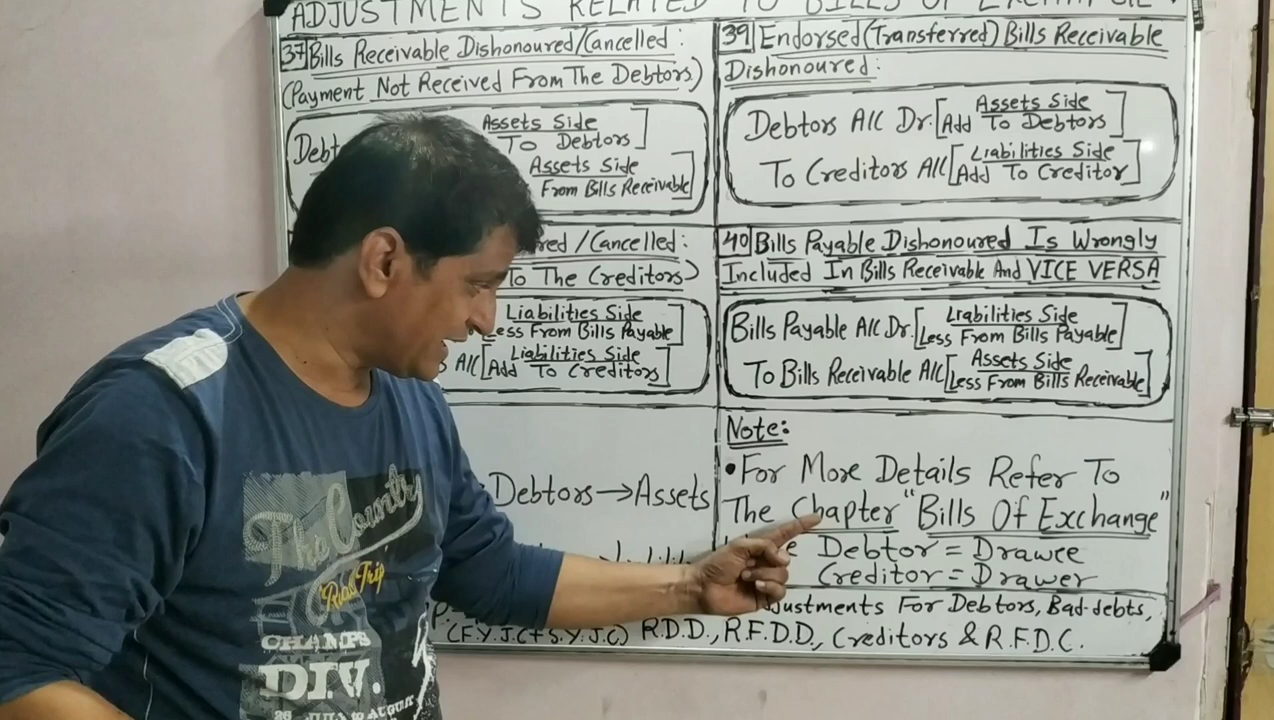 ADJUSTMENTS RELATED TO BILLS OF EXCHANGE:
37 Bills Receivable Dishonoured/Cancelled:
(Payment Not Received From The Debtors)
Assets Side
To Debtors]
Assets Side
From Bills Receivable]
/Cancelled:
To The Creditors)
Liabilities Side
Less From Bills Payable]
A/C [Liabilities Side
Add To Creditors]
Debtors → Assets
39 Endorsed (Transferred) Bills Receivable
Dishonoured:
Debtors A/C Dr. [Assets Side
Add To Debtors]
To Creditors A/C [Liabilities Side
Add To Creditor]
40 Bills Payable Dishonoured Is Wrongly
Included In Bills Receivable And VICE VERSA
Bills Payable A/C Dr. [Liabilities Side
Less From Bills Payable]
To Bills Receivable A/C [Assets Side
Less From Bills Receivable]
Note:
•For More Details Refer To
The Chapter "Bills Of Exchange"
Debtor = Drawee
Creditor = Drawer
For Debtors, Bad-debts,
(F.Y.J.C + S.Y.J.C) R.D.D., R.F.D.D, Creditors & R.F.D.C.
The Country
Road Trip
CHAMPS
DIV.